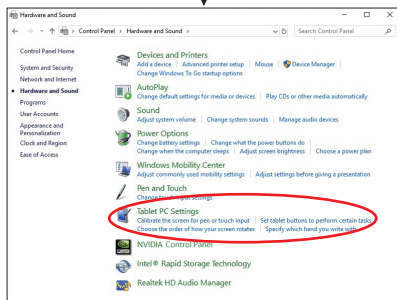 Hardware and Sound
Control Panel > Hardware and Sound >
Search Control Panel
Control Panel Home
System and Security
Network and Internet
Hardware and Sound
Programs
User Accounts
Appearance and
Personalization
Clock and Region
Ease of Access
Devices and Printers
Add a device | Advanced printer setup | Mouse | Device Manager
Change Windows To Go startup options
AutoPlay
Change default settings for media or devices | Play CDs or other media automatically
Sound
Adjust system volume | Change system sounds | Manage audio devices
Power Options
Change battery settings | Change what the power buttons do
Change when the computer sleeps | Adjust screen brightness | Choose a power plan
Windows Mobility Center
Adjust commonly used mobility settings | Adjust settings before giving a presentation
Pen and Touch
Change touch input settings
Tablet PC Settings
Calibrate the screen for pen or touch input | Set tablet buttons to perform certain tasks
Choose the order of how your screen rotates | Specify which hand you write with
NVIDIA Control Panel
Intel® Rapid Storage Technology
Realtek HD Audio Manager